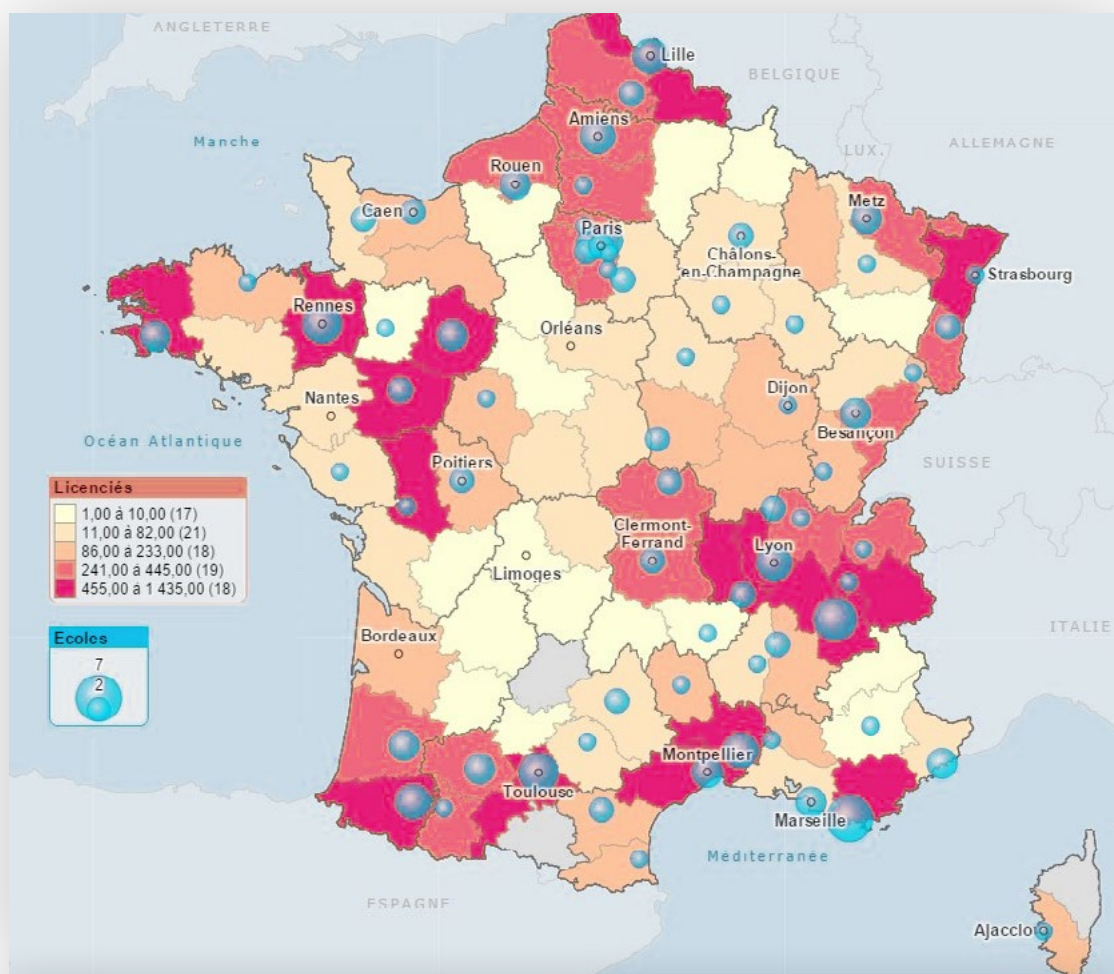 ANGLETERRE
Lille
BELGIQUE
Amiens
Manche
LUX.
ALLEMAGNE
Rouen
Metz
Caen
Paris
Châlons-
en-Champagne
Strasbourg
Rennes
Orléans
Dijon
Nantes
Besançon
Océan Atlantique
Poitiers
SUISSE
Licenciés
1,00 à 10,00 (17)
11,00 à 82,00 (21)
86,00 à 233,00 (18)
241,00 à 445,00 (19)
455,00 à 1 435,00 (18)
Clermont-
Ferrand
Lyon
Limoges
Ecoles
7
2
Bordeaux
ITALIE
Montpellier
Toulouse
Marseille
Méditerranée
ESPAGNE
Ajaccio